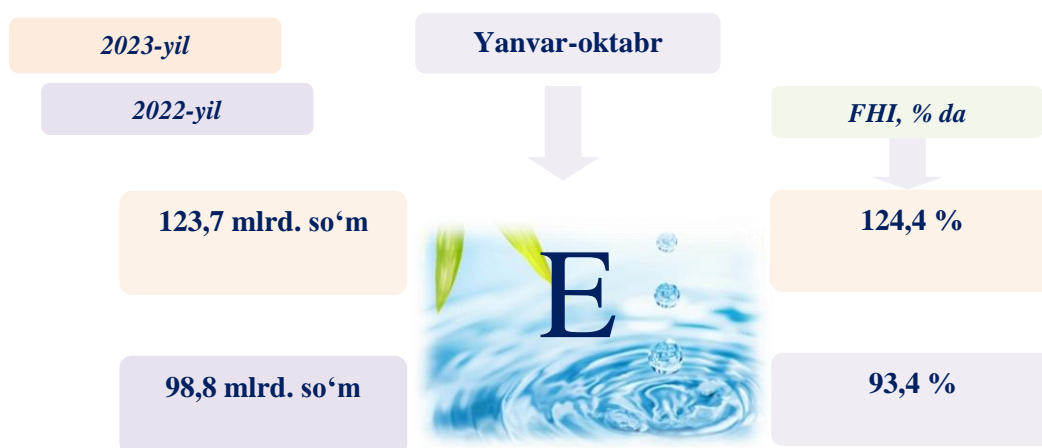 2023-yil
Yanvar-oktabr
2022-yil
FHI, % da
123,7 mlrd. so‘m
124,4 %
E
98,8 mlrd. so‘m
93,4 %